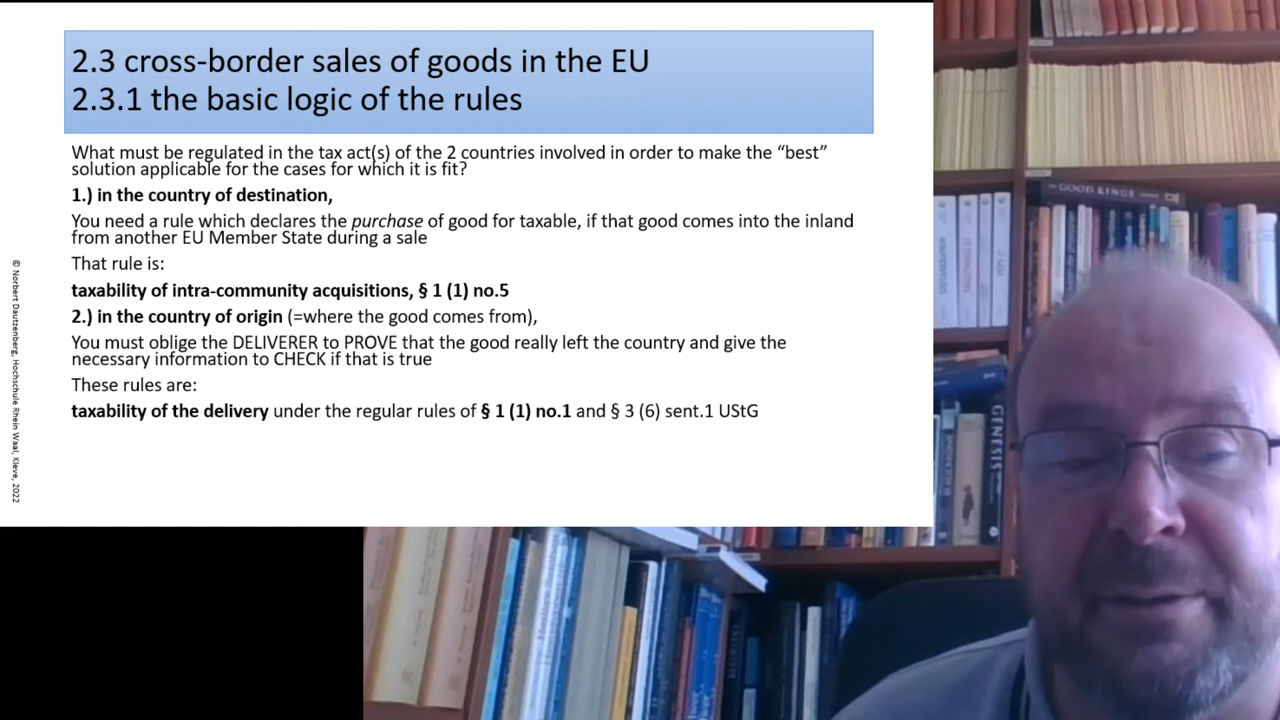 2.3 cross-border sales of goods in the EU
2.3.1 the basic logic of the rules
What must be regulated in the tax act(s) of the 2 countries involved in order to make the “best”
solution applicable for the cases for which it is fit?
1.) in the country of destination,
You need a rule which declares the purchase of good for taxable, if that good comes into the inland
from another EU Member State during a sale
That rule is:
taxability of intra-community acquisitions, § 1 (1) no.5
2.) in the country of origin (=where the good comes from),
You must oblige the DELIVERER to PROVE that the good really left the country and give the
necessary information to CHECK if that is true
These rules are:
taxability of the delivery under the regular rules of § 1 (1) no.1 and § 3 (6) sent.1 UStG
© Norbert Dautzenberg, Hochschule Rhein Waal, Kleve, 2022
GOOD KINGS
GENESIS